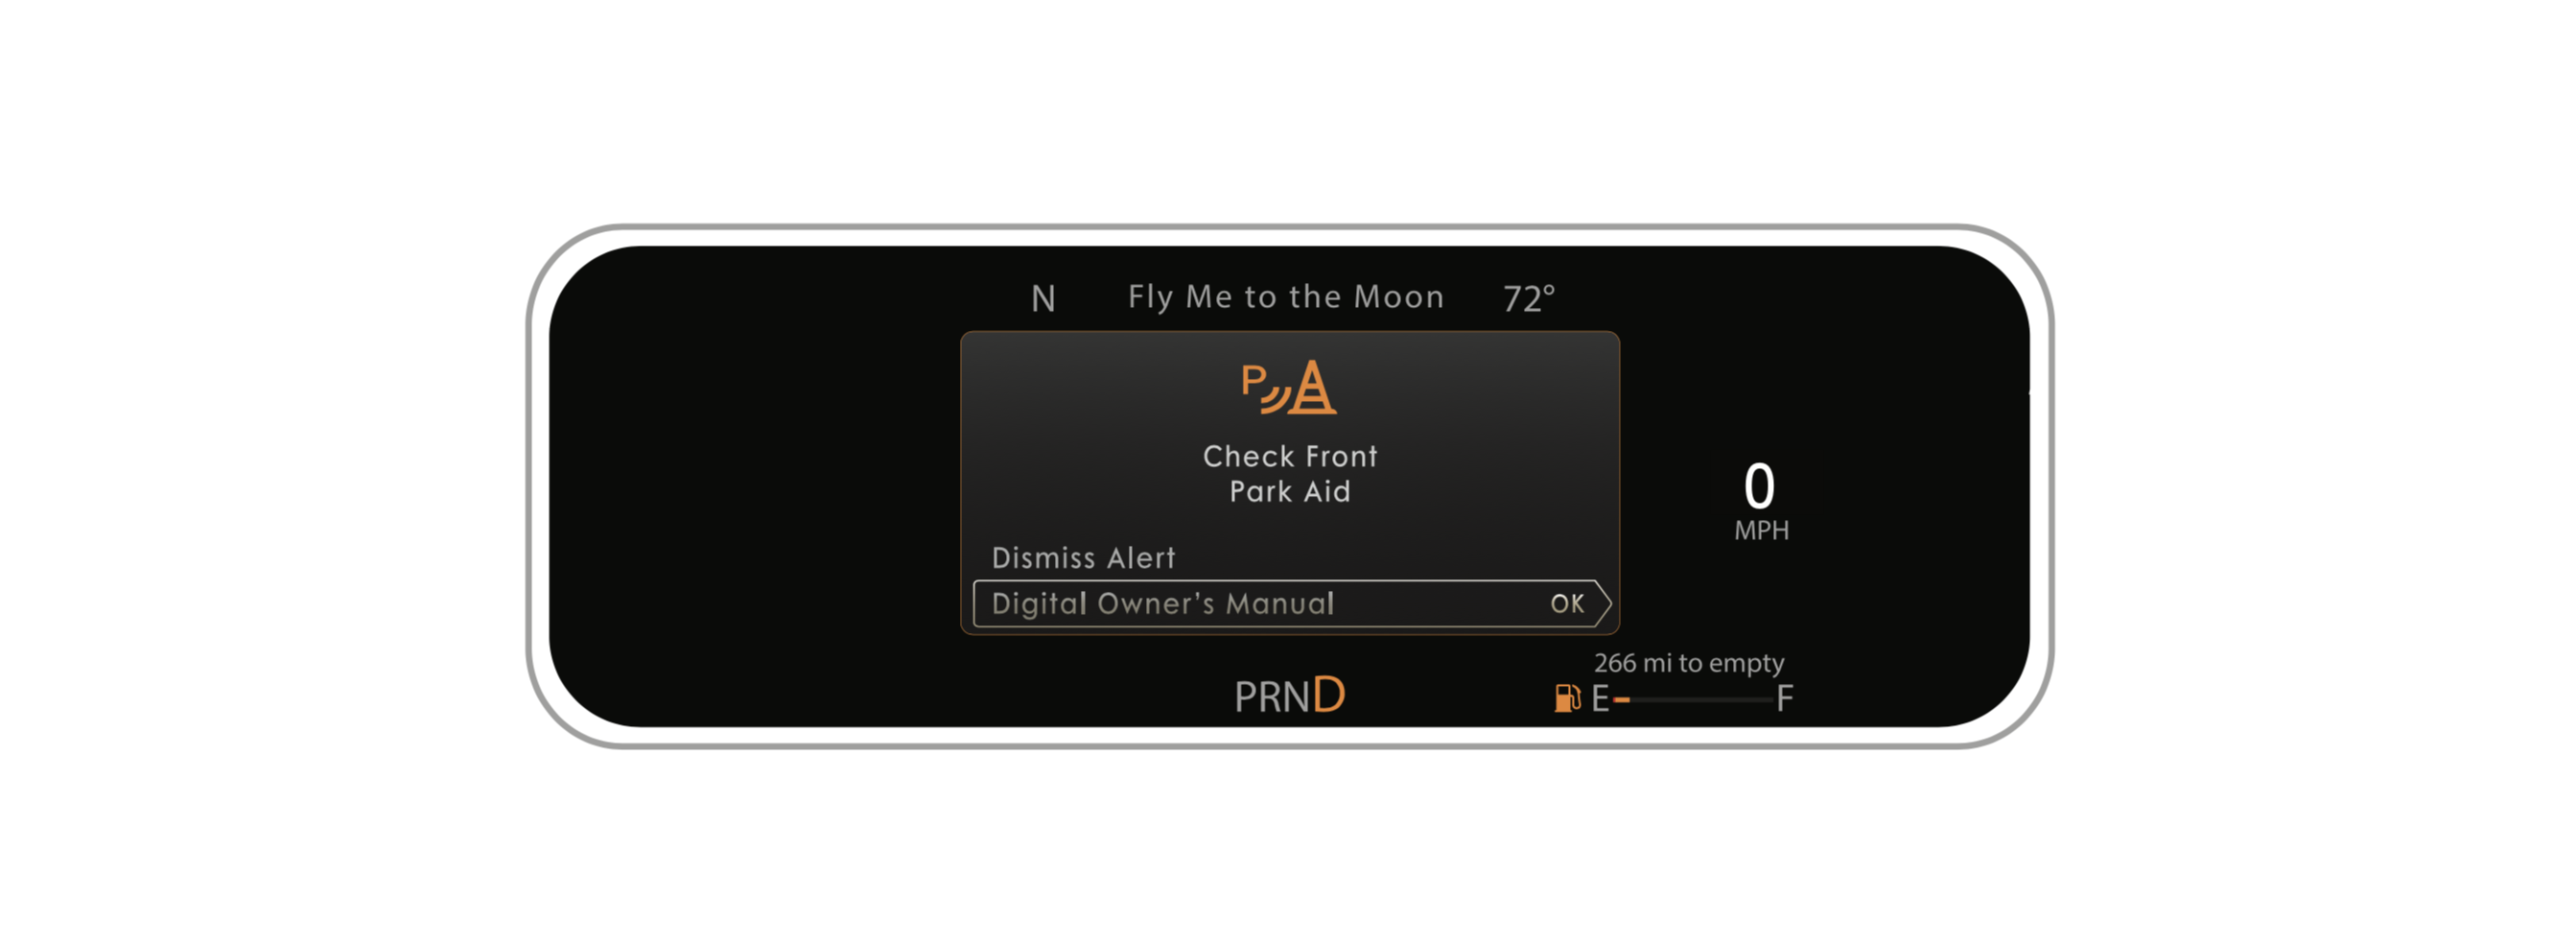 N Fly Me to the Moon 72°
P
Check Front
Park Aid
Dismiss Alert
Digital Owner's Manual OK
0
MPH
266 mi to empty
PRND
E F